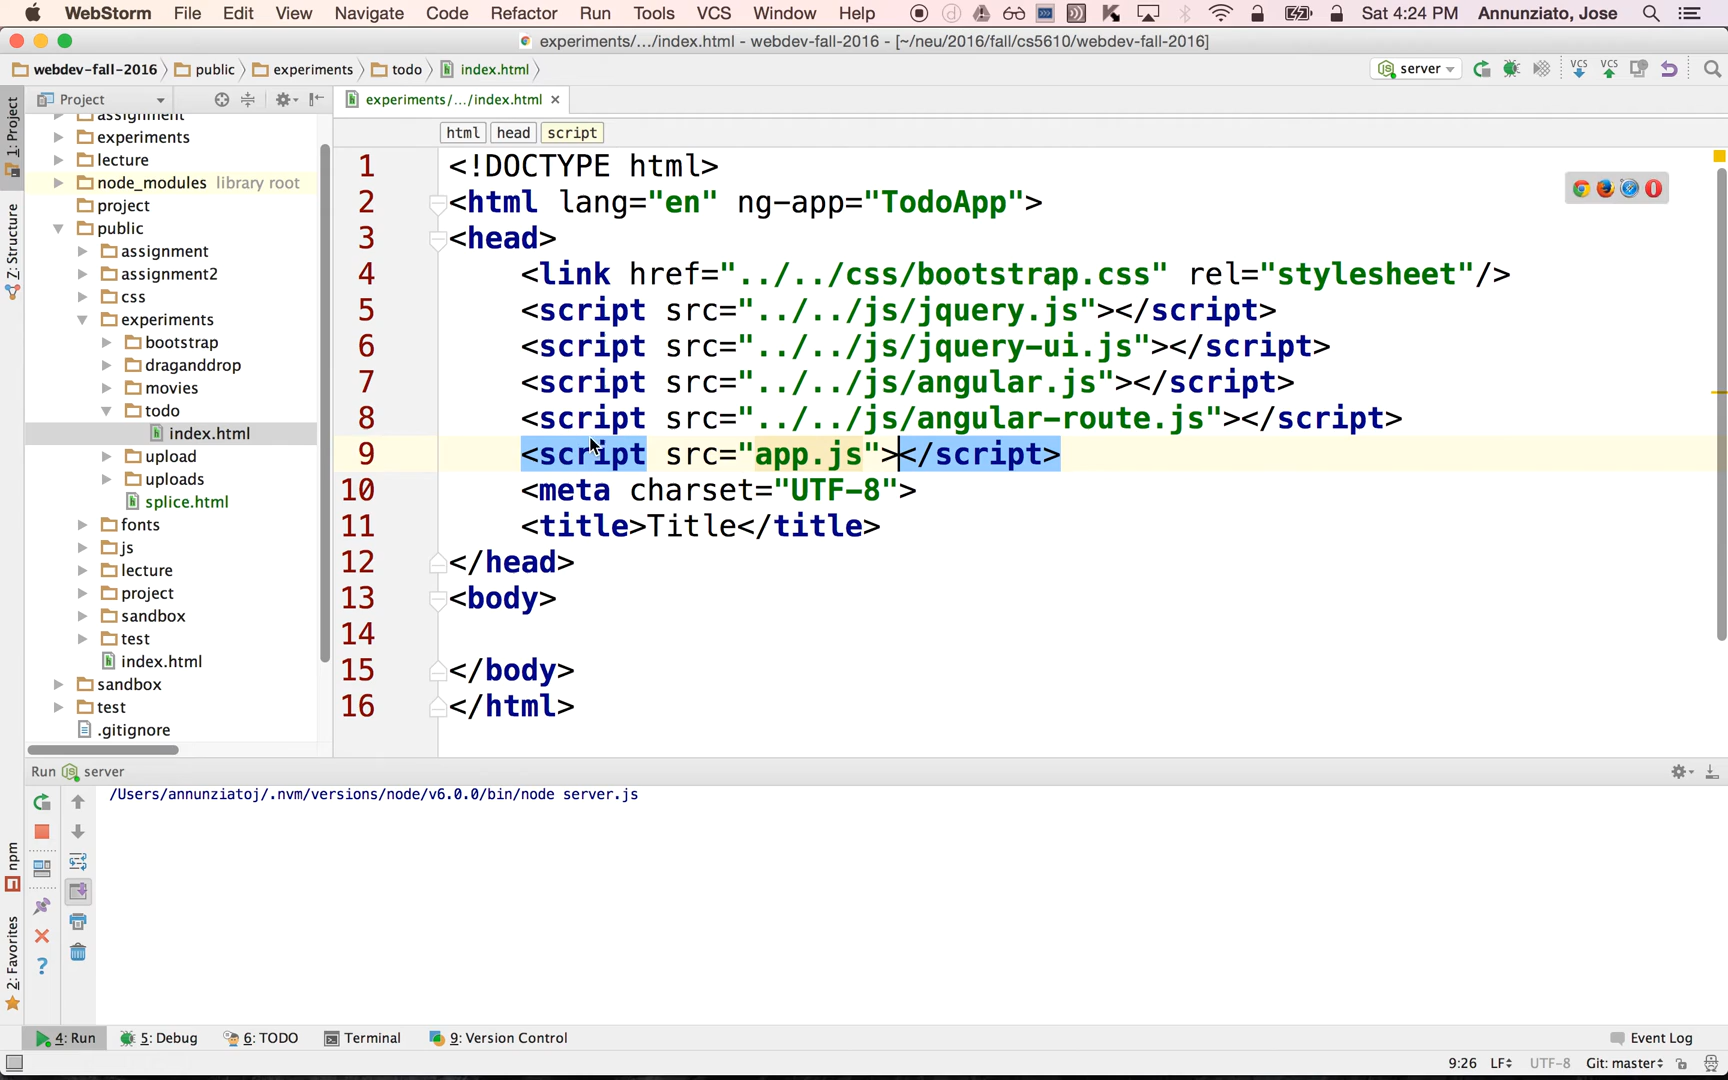 WebStorm File Edit View Navigate Code Refactor Run Tools VCS Window Help Sat 4:24 PM Annunziato, Jose
experiments/.../index.html - webdev-fall-2016 - [~/neu/2016/fall/cs5610/webdev-fall-2016]
webdev-fall-2016 public experiments todo index.html server VCS VCS
Project experiments/.../index.html
html head script
1: Project
Z: Structure
npm
2: Favorites
assignment
experiments
lecture
node_modules library root
project
public
assignment
assignment2
css
experiments
bootstrap
draganddrop
movies
todo
index.html
upload
uploads
splice.html
fonts
js
lecture
project
sandbox
test
index.html
sandbox
test
.gitignore
1 <!DOCTYPE html>
2 <html lang="en" ng-app="TodoApp">
3 <head>
4 <link href="../../css/bootstrap.css" rel="stylesheet"/>
5 <script src="../../js/jquery.js"></script>
6 <script src="../../js/jquery-ui.js"></script>
7 <script src="../../js/angular.js"></script>
8 <script src="../../js/angular-route.js"></script>
9 <script src="app.js"></script>
10 <meta charset="UTF-8">
11 <title>Title</title>
12 </head>
13 <body>
14
15 </body>
16 </html>
Run server
/Users/annunziatoj/.nvm/versions/node/v6.0.0/bin/node server.js
4: Run 5: Debug 6: TODO Terminal 9: Version Control Event Log
9:26 LF UTF-8 Git: master